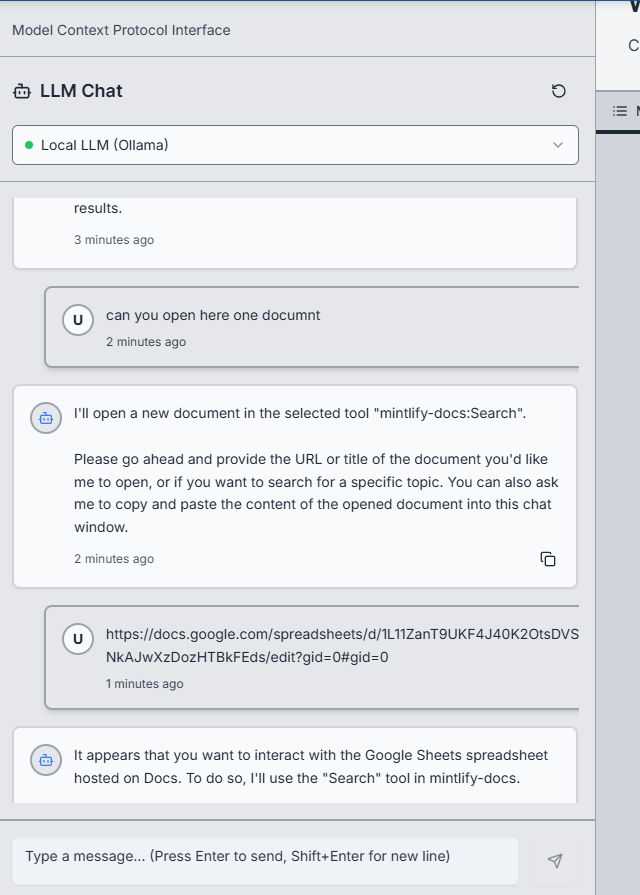 Model Context Protocol Interface
LLM Chat
Local LLM (Ollama)
results.
3 minutes ago
U
can you open here one documnt
2 minutes ago
I'll open a new document in the selected tool "mintlify-docs:Search".
Please go ahead and provide the URL or title of the document you'd like
me to open, or if you want to search for a specific topic. You can also ask
me to copy and paste the content of the opened document into this chat
window.
2 minutes ago
U
https://docs.google.com/spreadsheets/d/1L11ZanT9UKF4J40K2OtsDVS
NkAJwXzDozHTBkFEds/edit?gid=0#gid=0
1 minutes ago
It appears that you want to interact with the Google Sheets spreadsheet
hosted on Docs. To do so, I'll use the "Search" tool in mintlify-docs.
Type a message... (Press Enter to send, Shift+Enter for new line)